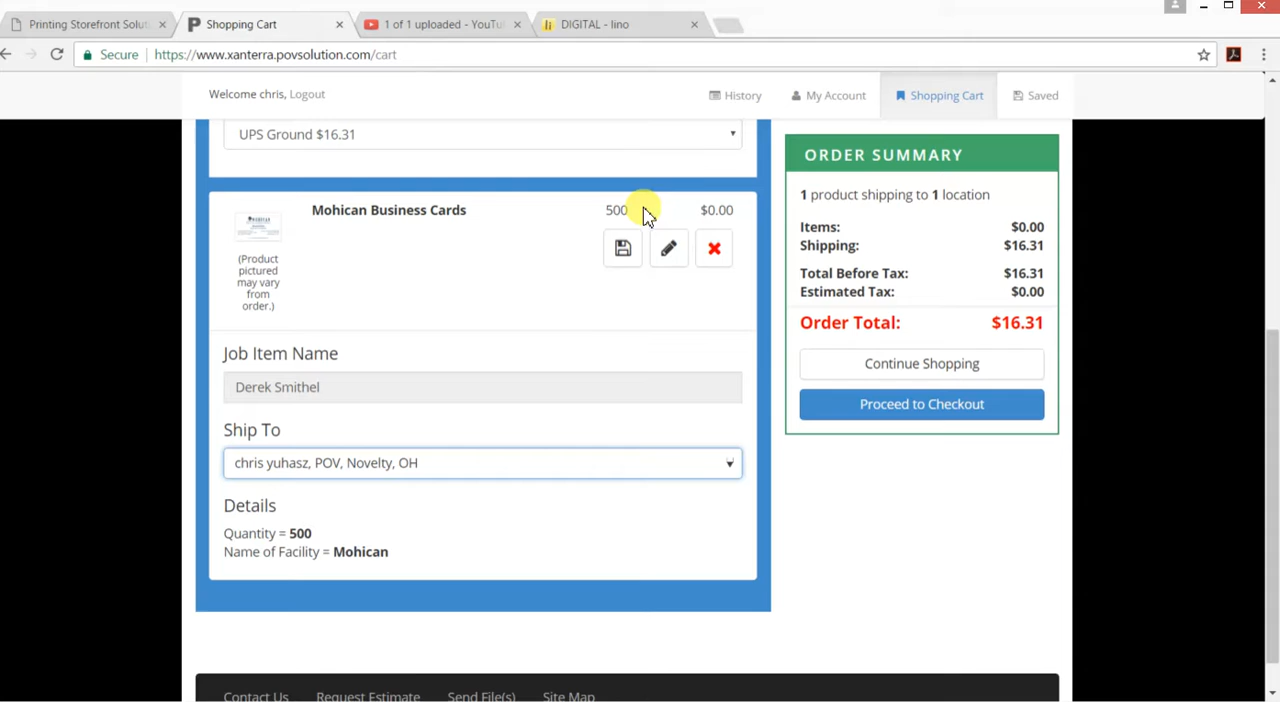 Printing Storefront Solut
Shopping Cart
1 of 1 uploaded - YouTu
DIGITAL - lino
Secure
https://www.xanterra.povsolution.com/cart
Welcome chris, Logout
History
My Account
Shopping Cart
Saved
UPS Ground $16.31
Mohican Business Cards
500
$0.00
(Product
pictured
may vary
from
order.)
Job Item Name
Derek Smithel
Ship To
chris yuhasz, POV, Novelty, OH
Details
Quantity = 500
Name of Facility = Mohican
ORDER SUMMARY
1 product shipping to 1 location
Items: $0.00
Shipping: $16.31
Total Before Tax: $16.31
Estimated Tax: $0.00
Order Total: $16.31
Continue Shopping
Proceed to Checkout
Contact Us Request Estimate Send File(s) Site Map